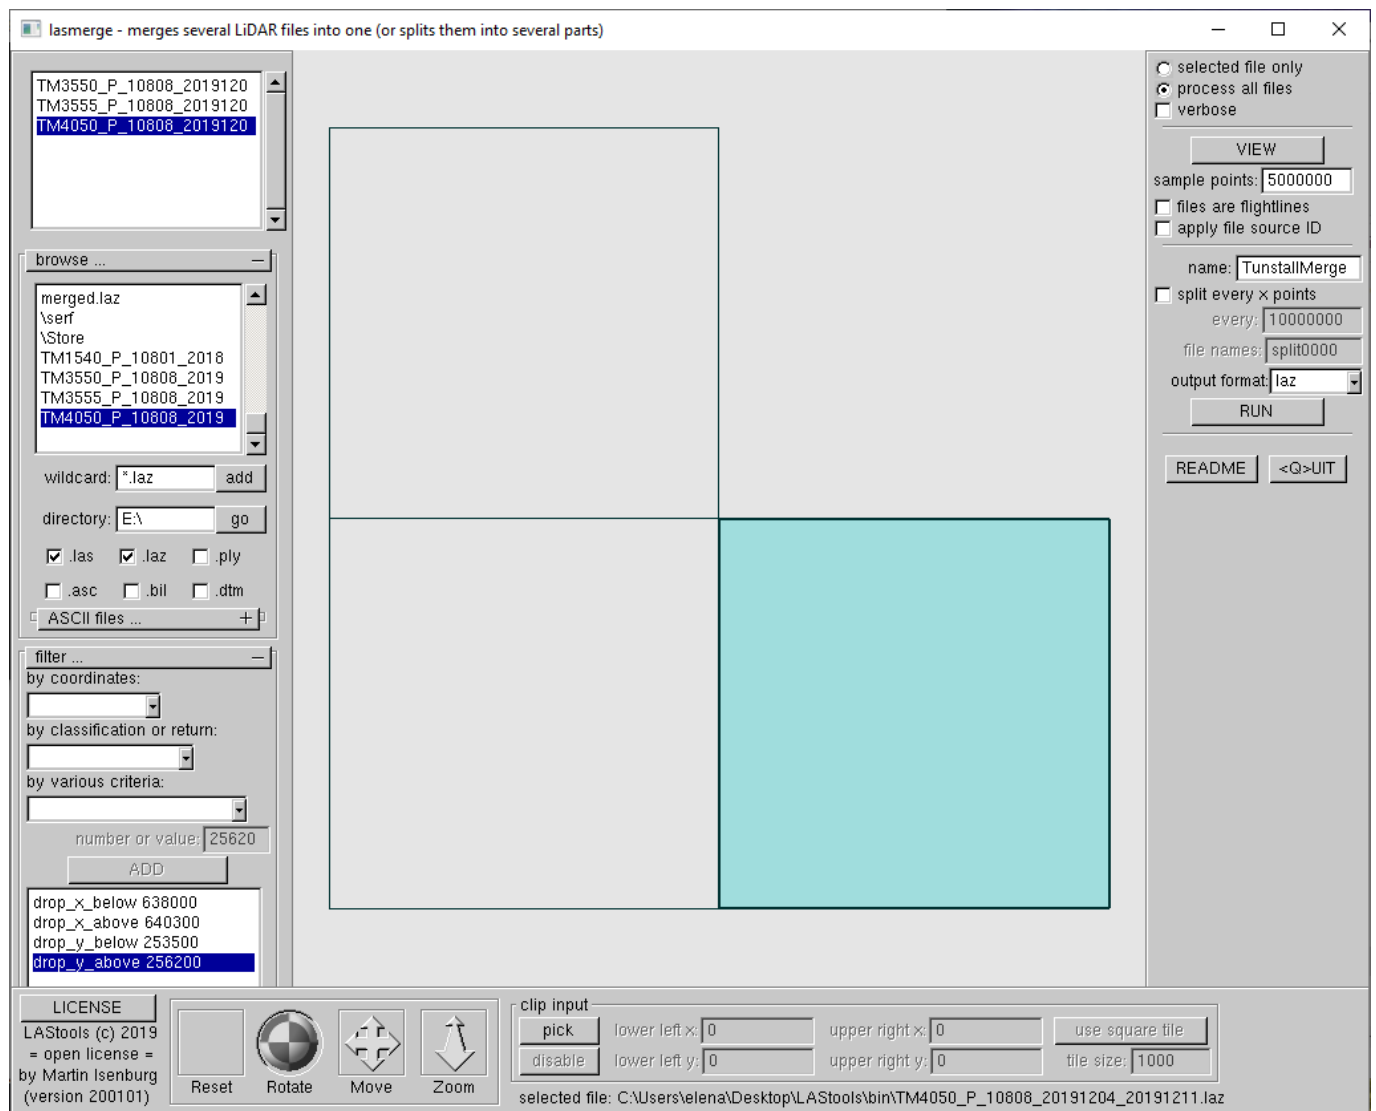 lasmerge - merges several LiDAR files into one (or splits them into several parts)
TM3550_P_10808_2019120
TM3555_P_10808_2019120
TM4050_P_10808_2019120
browse ...
merged.laz
\serf
\Store
TM1540_P_10801_2018
TM3550_P_10808_2019
TM3555_P_10808_2019
TM4050_P_10808_2019
wildcard: *.laz add
directory: E:\ go
.las .laz .ply
.asc .bil .dtm
ASCII files ... +
filter ...
by coordinates:
by classification or return:
by various criteria:
number or value: 25620
ADD
drop_x_below 638000
drop_x_above 640300
drop_y_below 253500
drop_y_above 256200
selected file only
process all files
verbose
VIEW
sample points: 5000000
files are flightlines
apply file source ID
name: TunstallMerge
split every x points
every: 10000000
file names: split0000
output format: laz
RUN
README <Q>UIT
LICENSE
LAStools (c) 2019
= open license =
by Martin Isenburg
(version 200101)
Reset Rotate Move Zoom
clip input
pick lower left x: 0 upper right x: 0 use square tile
disable lower left y: 0 upper right y: 0 tile size: 1000
selected file: C:\Users\elena\Desktop\LAStools\bin\TM4050_P_10808_20191204_20191211.laz